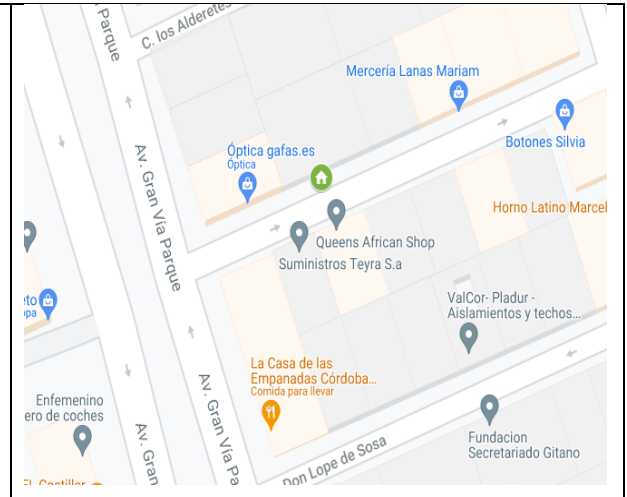 Parque
C. los Alderetes
Mercería Lanas Mariam
Óptica gafas.es
Óptica
Botones Silvia
Av. Gran Vía Parque
Horno Latino Marcel
Queens African Shop
Suministros Teyra S.a
eto
opa
ValCor- Pladur -
Aislamientos y techos...
La Casa de las
Empanadas Córdoba...
Comida para llevar
Av. Gran Vía Pa
Enfemenino
ero de coches
Av. Gran
Don Lope de Sosa
Fundacion
Secretariado Gitano